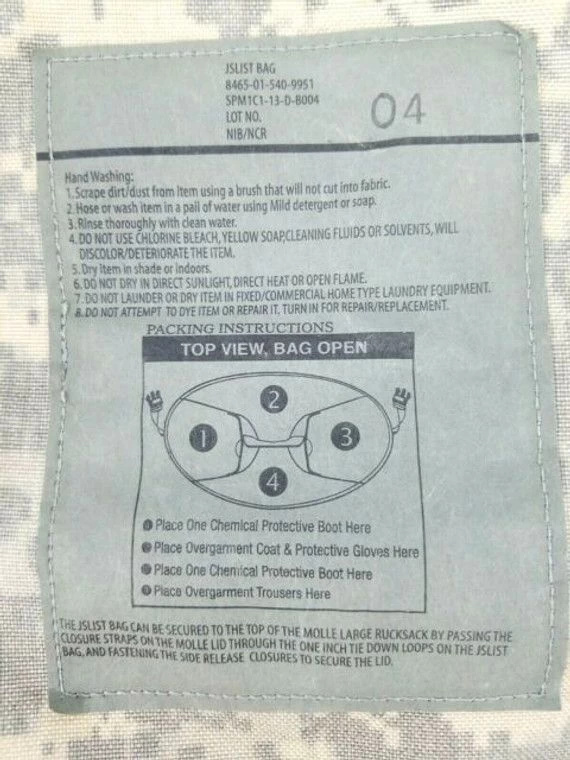 JSLIST BAG
8465-01-540-9951
SPM1C1-13-D-B004
LOT NO. 04
NIB/NCR
Hand Washing:
1.Scrape dirt/dust from item using a brush that will not cut into fabric.
2.Hose or wash item in a pail of water using Mild detergent or soap.
3.Rinse thoroughly with clean water.
4.DO NOT USE CHLORINE BLEACH, YELLOW SOAP,CLEANING FLUIDS OR SOLVENTS, WILL
DISCOLOR/DETERIORATE THE ITEM.
5.Dry Item in shade or indoors.
6.DO NOT DRY IN DIRECT SUNLIGHT, DIRECT HEAT OR OPEN FLAME.
7.DO NOT LAUNDER OR DRY ITEM IN FIXED/COMMERCIAL HOME TYPE LAUNDRY EQUIPMENT.
8.DO NOT ATTEMPT TO DYE ITEM OR REPAIR IT, TURN IN FOR REPAIR/REPLACEMENT.
PACKING INSTRUCTIONS
TOP VIEW, BAG OPEN
2
1 3
4
❶ Place One Chemical Protective Boot Here
❷ Place Overgarment Coat & Protective Gloves Here
❸ Place One Chemical Protective Boot Here
❹ Place Overgarment Trousers Here
THE JSLIST BAG CAN BE SECURED TO THE TOP OF THE MOLLE LARGE RUCKSACK BY PASSING THE
CLOSURE STRAPS ON THE MOLLE LID THROUGH THE ONE INCH TIE DOWN LOOPS ON THE JSLIST
BAG, AND FASTENING THE SIDE RELEASE CLOSURES TO SECURE THE LID.